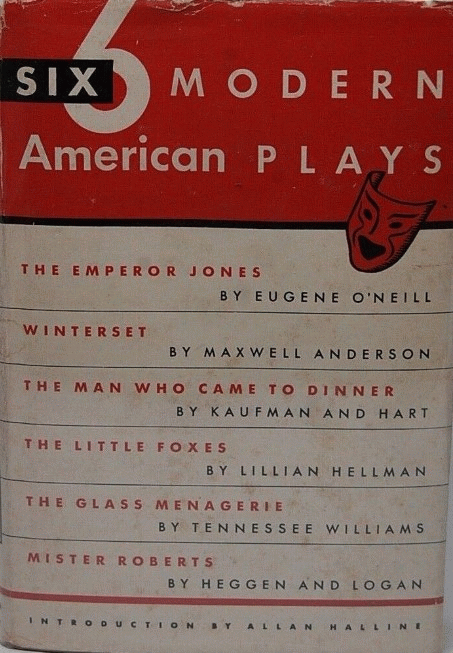 SIX 6 MODERN
American PLAYS
THE EMPEROR JONES
BY EUGENE O'NEILL
WINTERSET
BY MAXWELL ANDERSON
THE MAN WHO CAME TO DINNER
BY KAUFMAN AND HART
THE LITTLE FOXES
BY LILLIAN HELLMAN
THE GLASS MENAGERIE
BY TENNESSEE WILLIAMS
MISTER ROBERTS
BY HEGGEN AND LOGAN
INTRODUCTION BY ALLAN HALLINE